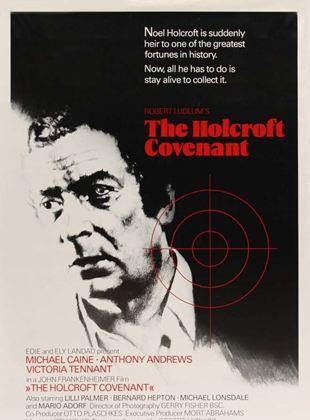 Noel Holcroft is suddenly
heir to one of the greatest
fortunes in history.
Now, all he has to do is
stay alive to collect it.
ROBERT LUDLUM'S
The Holcroft
Covenant
EDIE and ELY LANDAU present
MICHAEL CAINE · ANTHONY ANDREWS
VICTORIA TENNANT
in a JOHN FRANKENHEIMER Film
»THE HOLCROFT COVENANT«
Also starring LILLI PALMER · BERNARD HEPTON · MICHAEL LONSDALE
and MARIO ADORF Director of Photography GERRY FISHER BSC.
Co-Producer OTTO PLASCHKES Executive Producer MORT ABRAHAMS